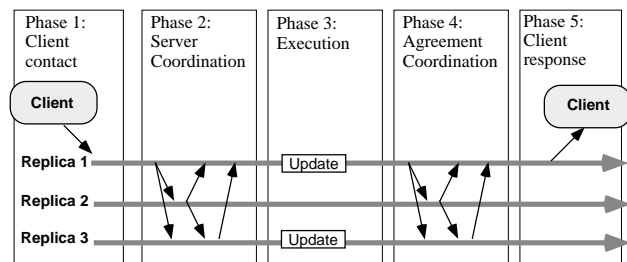 Phase 1:
Client
contact
Phase 2:
Server
Coordination
Phase 3:
Execution
Phase 4:
Agreement
Coordination
Phase 5:
Client
response
Client
Client
Replica 1
Update
Replica 2
Replica 3
Update